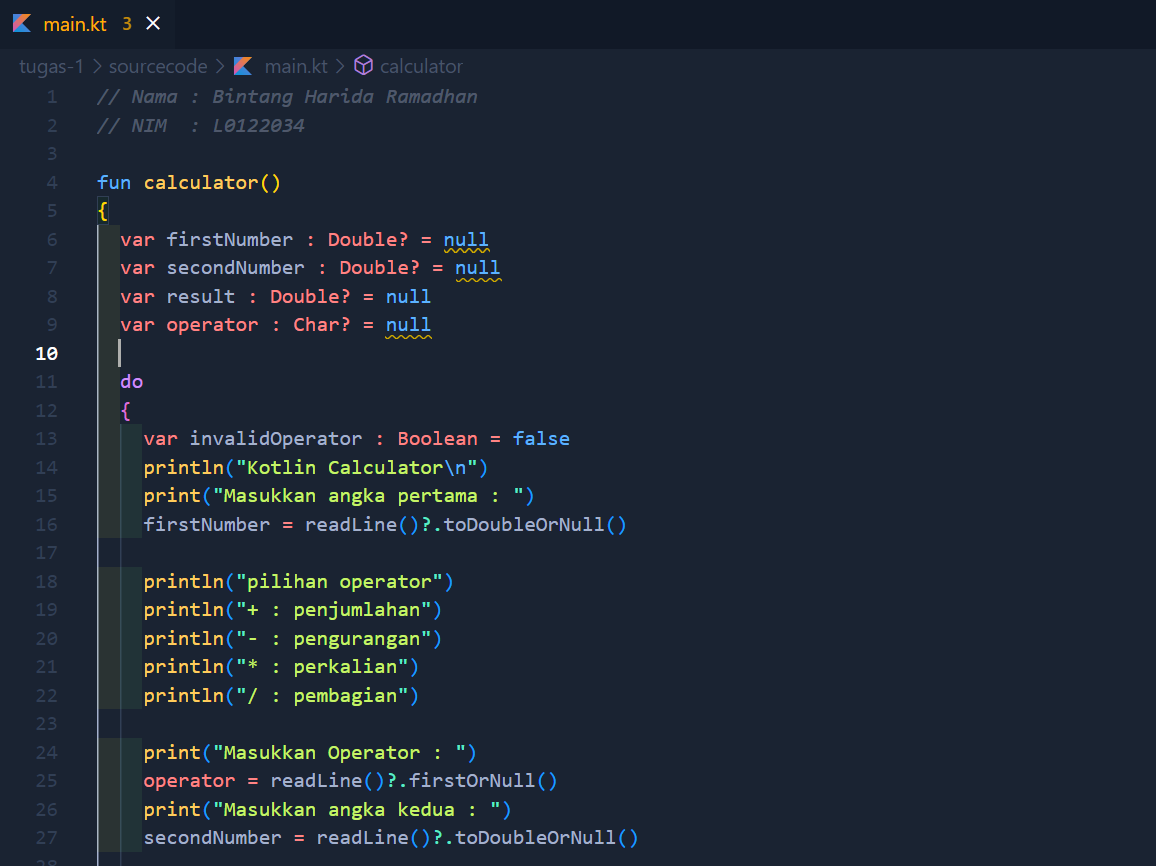 main.kt 3
tugas-1 > sourcecode > main.kt > calculator
1 // Nama : Bintang Harida Ramadhan
2 // NIM  : L0122034
3
4 fun calculator()
5 {
6   var firstNumber : Double? = null
7   var secondNumber : Double? = null
8   var result : Double? = null
9   var operator : Char? = null
10
11   do
12   {
13     var invalidOperator : Boolean = false
14     println("Kotlin Calculator\n")
15     print("Masukkan angka pertama : ")
16     firstNumber = readLine()?.toDoubleOrNull()
17
18     println("pilihan operator")
19     println("+ : penjumlahan")
20     println("- : pengurangan")
21     println("* : perkalian")
22     println("/ : pembagian")
23
24     print("Masukkan Operator : ")
25     operator = readLine()?.firstOrNull()
26     print("Masukkan angka kedua : ")
27     secondNumber = readLine()?.toDoubleOrNull()
28